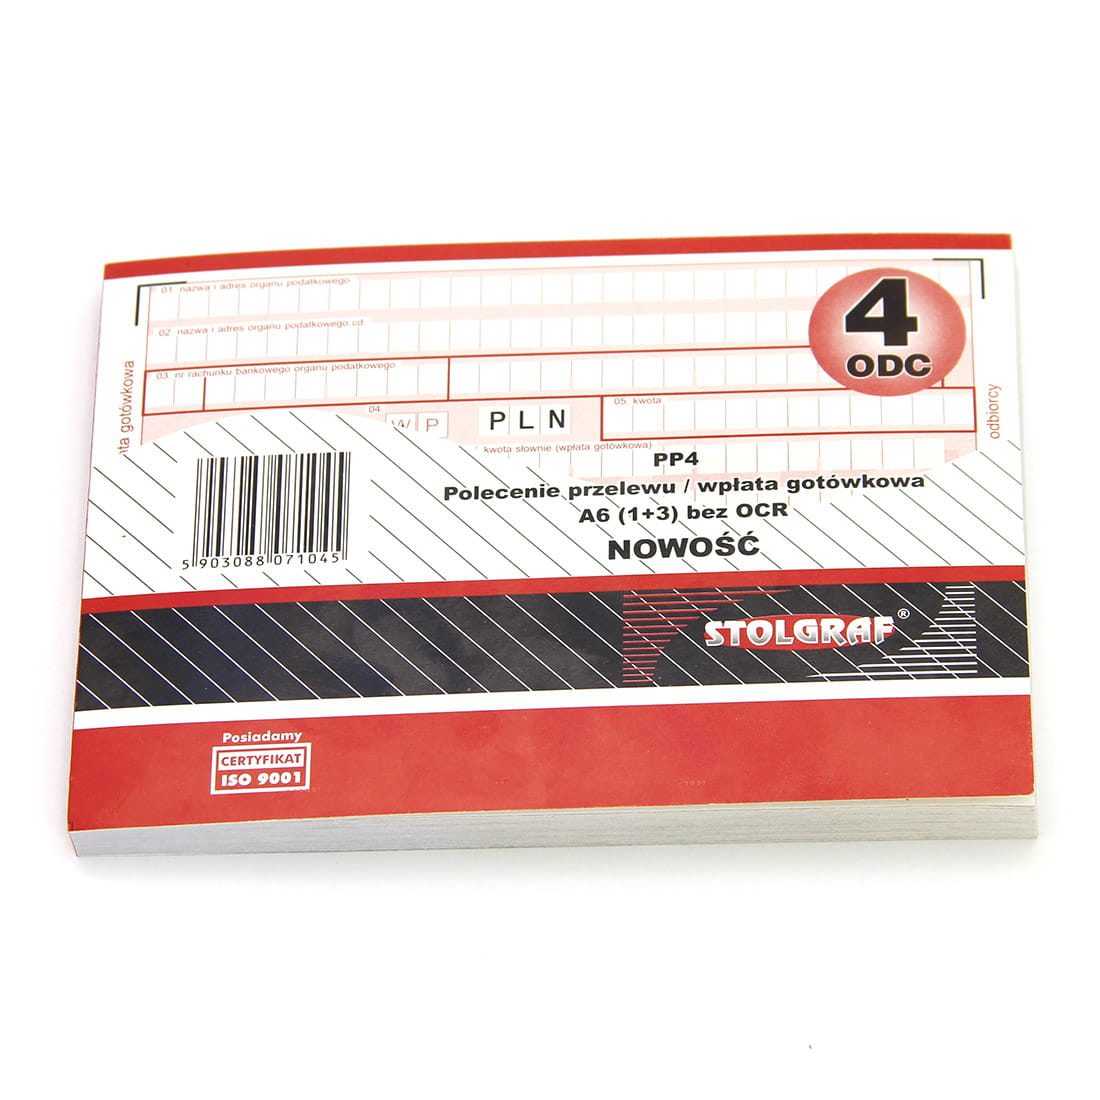 01. nazwa i adres organu podatkowego
02. nazwa i adres organu podatkowego cd
03. nr rachunku bankowego organu podatkowego
04.
W P
PLN
05. kwota
kwota słownie (wpłata gotówkowa)
4
ODC
gotówkowa
odbiorcy
PP4
Polecenie przelewu / wpłata gotówkowa
A6 (1+3) bez OCR
NOWOŚĆ
5 903088 071045
STOLGRAF®
Posiadamy
CERTYFIKAT
ISO 9001